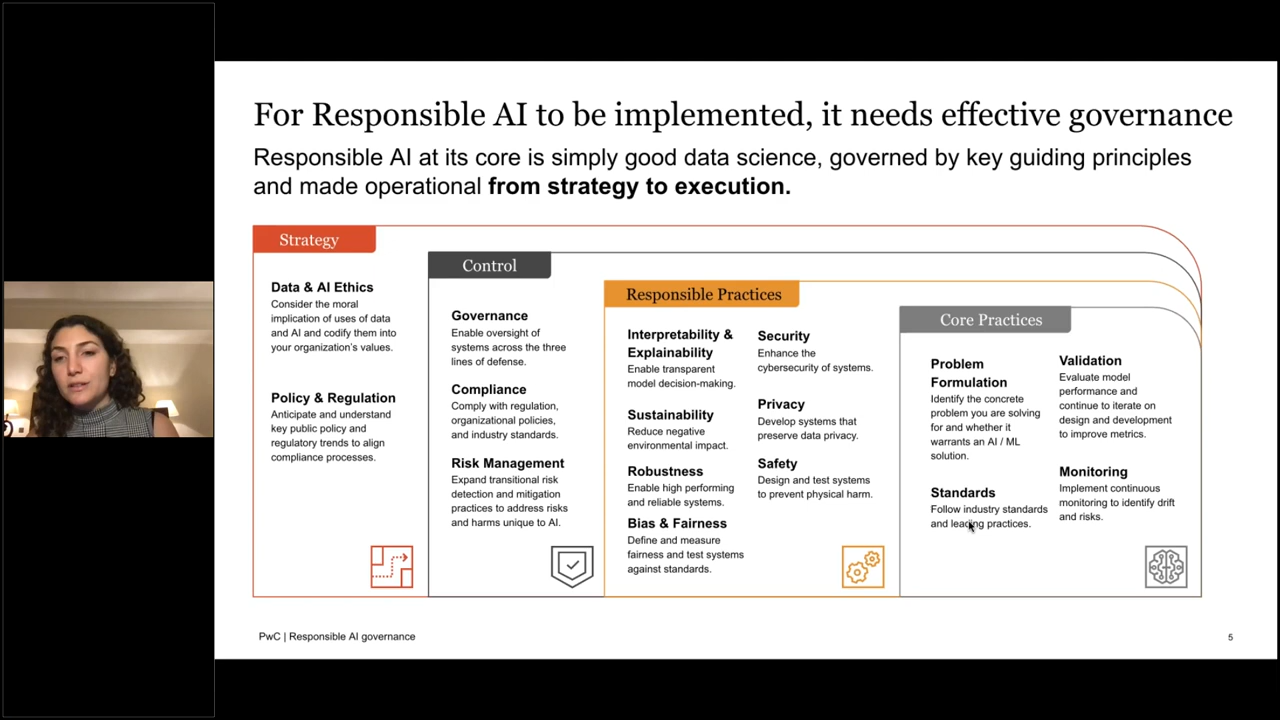 For Responsible AI to be implemented, it needs effective governance
Responsible AI at its core is simply good data science, governed by key guiding principles
and made operational from strategy to execution.
Strategy
Data & AI Ethics
Consider the moral
implication of uses of data
and AI and codify them into
your organization's values.
Policy & Regulation
Anticipate and understand
key public policy and
regulatory trends to align
compliance processes.
Control
Governance
Enable oversight of
systems across the three
lines of defense.
Compliance
Comply with regulation,
organizational policies,
and industry standards.
Risk Management
Expand transitional risk
detection and mitigation
practices to address risks
and harms unique to AI.
Responsible Practices
Interpretability &
Explainability
Enable transparent
model decision-making.
Sustainability
Reduce negative
environmental impact.
Robustness
Enable high performing
and reliable systems.
Bias & Fairness
Define and measure
fairness and test systems
against standards.
Security
Enhance the
cybersecurity of systems.
Privacy
Develop systems that
preserve data privacy.
Safety
Design and test systems
to prevent physical harm.
Core Practices
Problem
Formulation
Identify the concrete
problem you are solving
for and whether it
warrants an AI / ML
solution.
Standards
Follow industry standards
and leading practices.
Validation
Evaluate model
performance and
continue to iterate on
design and development
to improve metrics.
Monitoring
Implement continuous
monitoring to identify drift
and risks.
PwC | Responsible AI governance
5